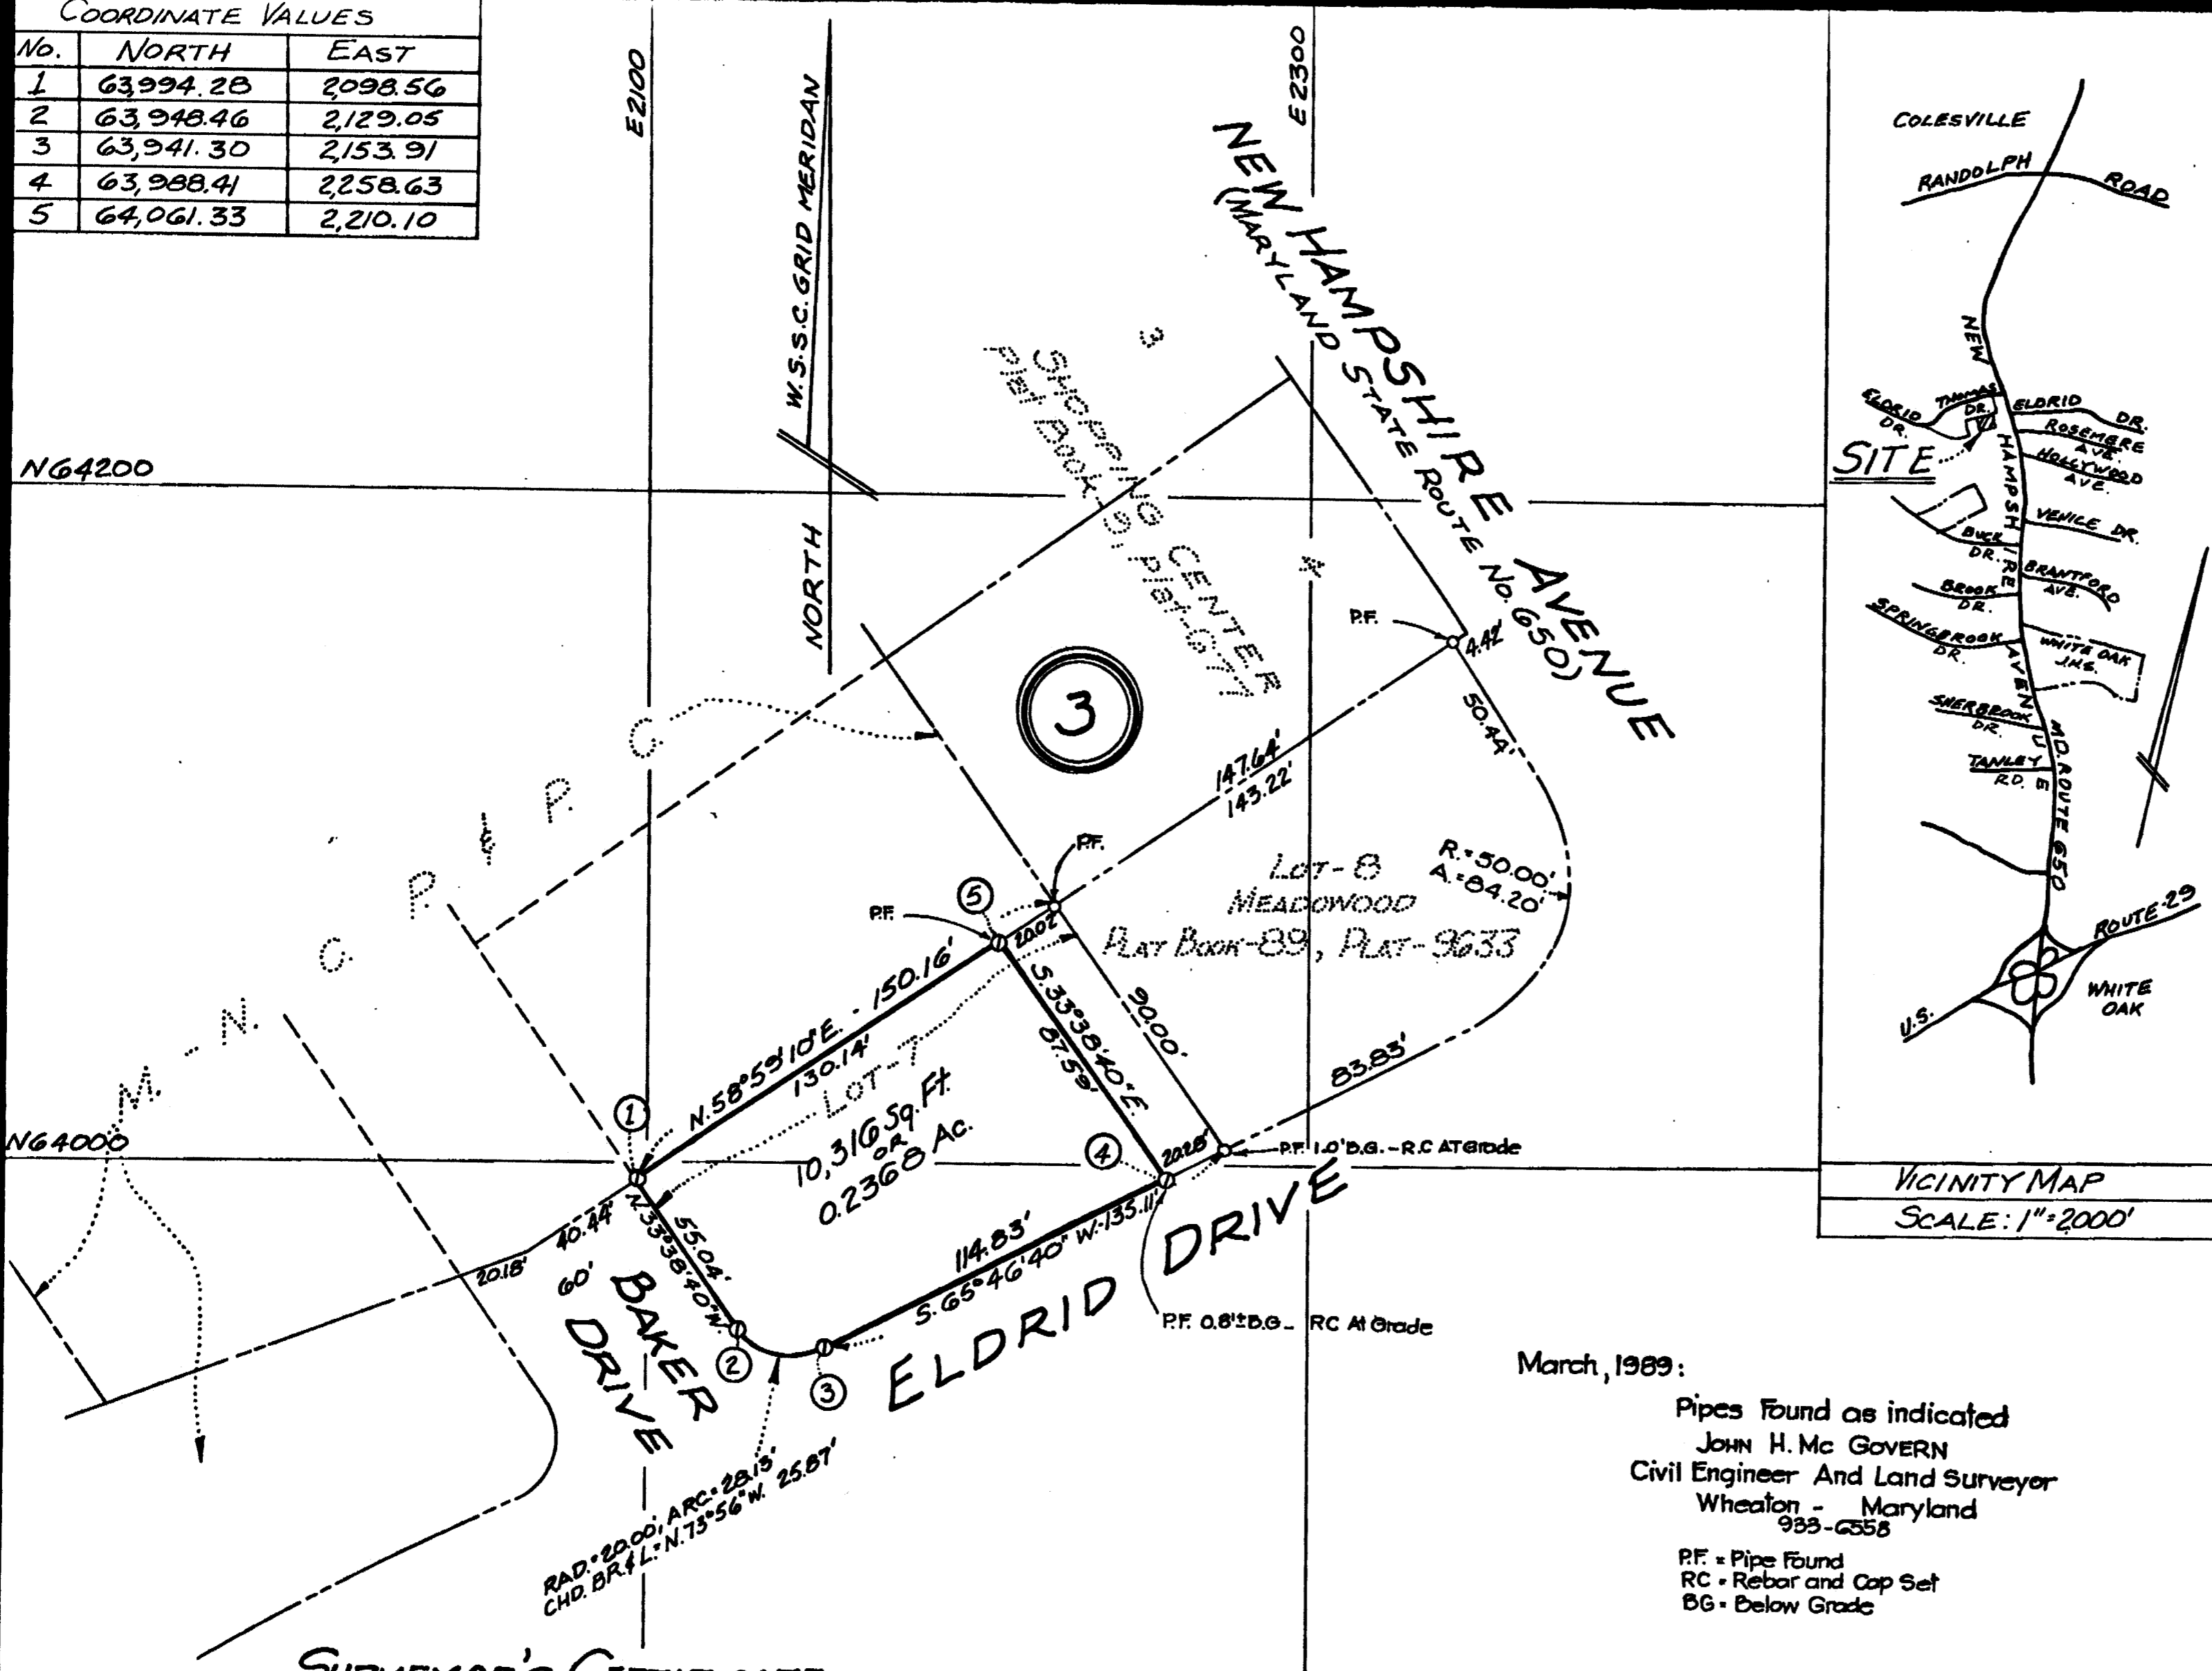 COORDINATE VALUES
No. NORTH EAST
1 63,994.28 2,098.56
2 63,948.46 2,129.05
3 63,941.30 2,153.91
4 63,988.41 2,258.63
5 64,061.33 2,210.10
E2100
W.S.S.C. GRID MERIDAN
NORTH
E2300
N64200
N64000
NEW HAMPSHIRE AVENUE
(MARYLAND STATE ROUTE No. 650)
3
SHOPPING CENTER
Plat Book-9, Plat-677
3
P.F.
4.42'
50.44'
147.64'
143.22'
R.=50.00'
A.=84.20'
LOT-8
MEADOWOOD
PLAT BOOK-89, PLAT-9633
M.-N. C. P. & P. C.
P.F.
5
P.F.
20.02'
N.58°59'10"E. - 150.16'
130.14'
LOT-7
10,316 Sq. Ft.
OR
0.2368 Ac.
S.33°38'40"E.
87.59'
90.00'
83.83'
1
4
20.28'
P.F. 1.0' B.G.-R.C AT Grade
40.44'
20.18'
60'
N.33°38'40"W.
55.04'
BAKER DRIVE
114.83'
S.65°46'40"W.-135.11'
ELDRID DRIVE
P.F. 0.8'±B.G- RC At Grade
2
3
RAD.=20.00', ARC.=28.13'
CHD. BR.& L.=N.73°56"W. 25.87'
SURVEYOR'S CERTIFICATE
COLESVILLE
RANDOLPH ROAD
NEW HAMPSHIRE AVENUE
MD. ROUTE 650
THOMAS DR.
ELDRID DR.
ELDRID DR.
ROSEMERE AVE.
HOLLYWOOD AVE.
SITE
VENICE DR.
BUCK DR.
BRANTFORD AVE.
BROOK DR.
SPRINGBROOK DR.
WHITE OAK J.H.S.
SHERBROOK DR.
TANLEY RD.
U.S. ROUTE-29
WHITE OAK
VICINITY MAP
SCALE: 1"=2000'
March, 1989:
Pipes Found as indicated
JOHN H. Mc GOVERN
Civil Engineer And Land Surveyor
Wheaton - Maryland
933-6558
P.F. = Pipe Found
RC = Rebar and Cap Set
BG = Below Grade